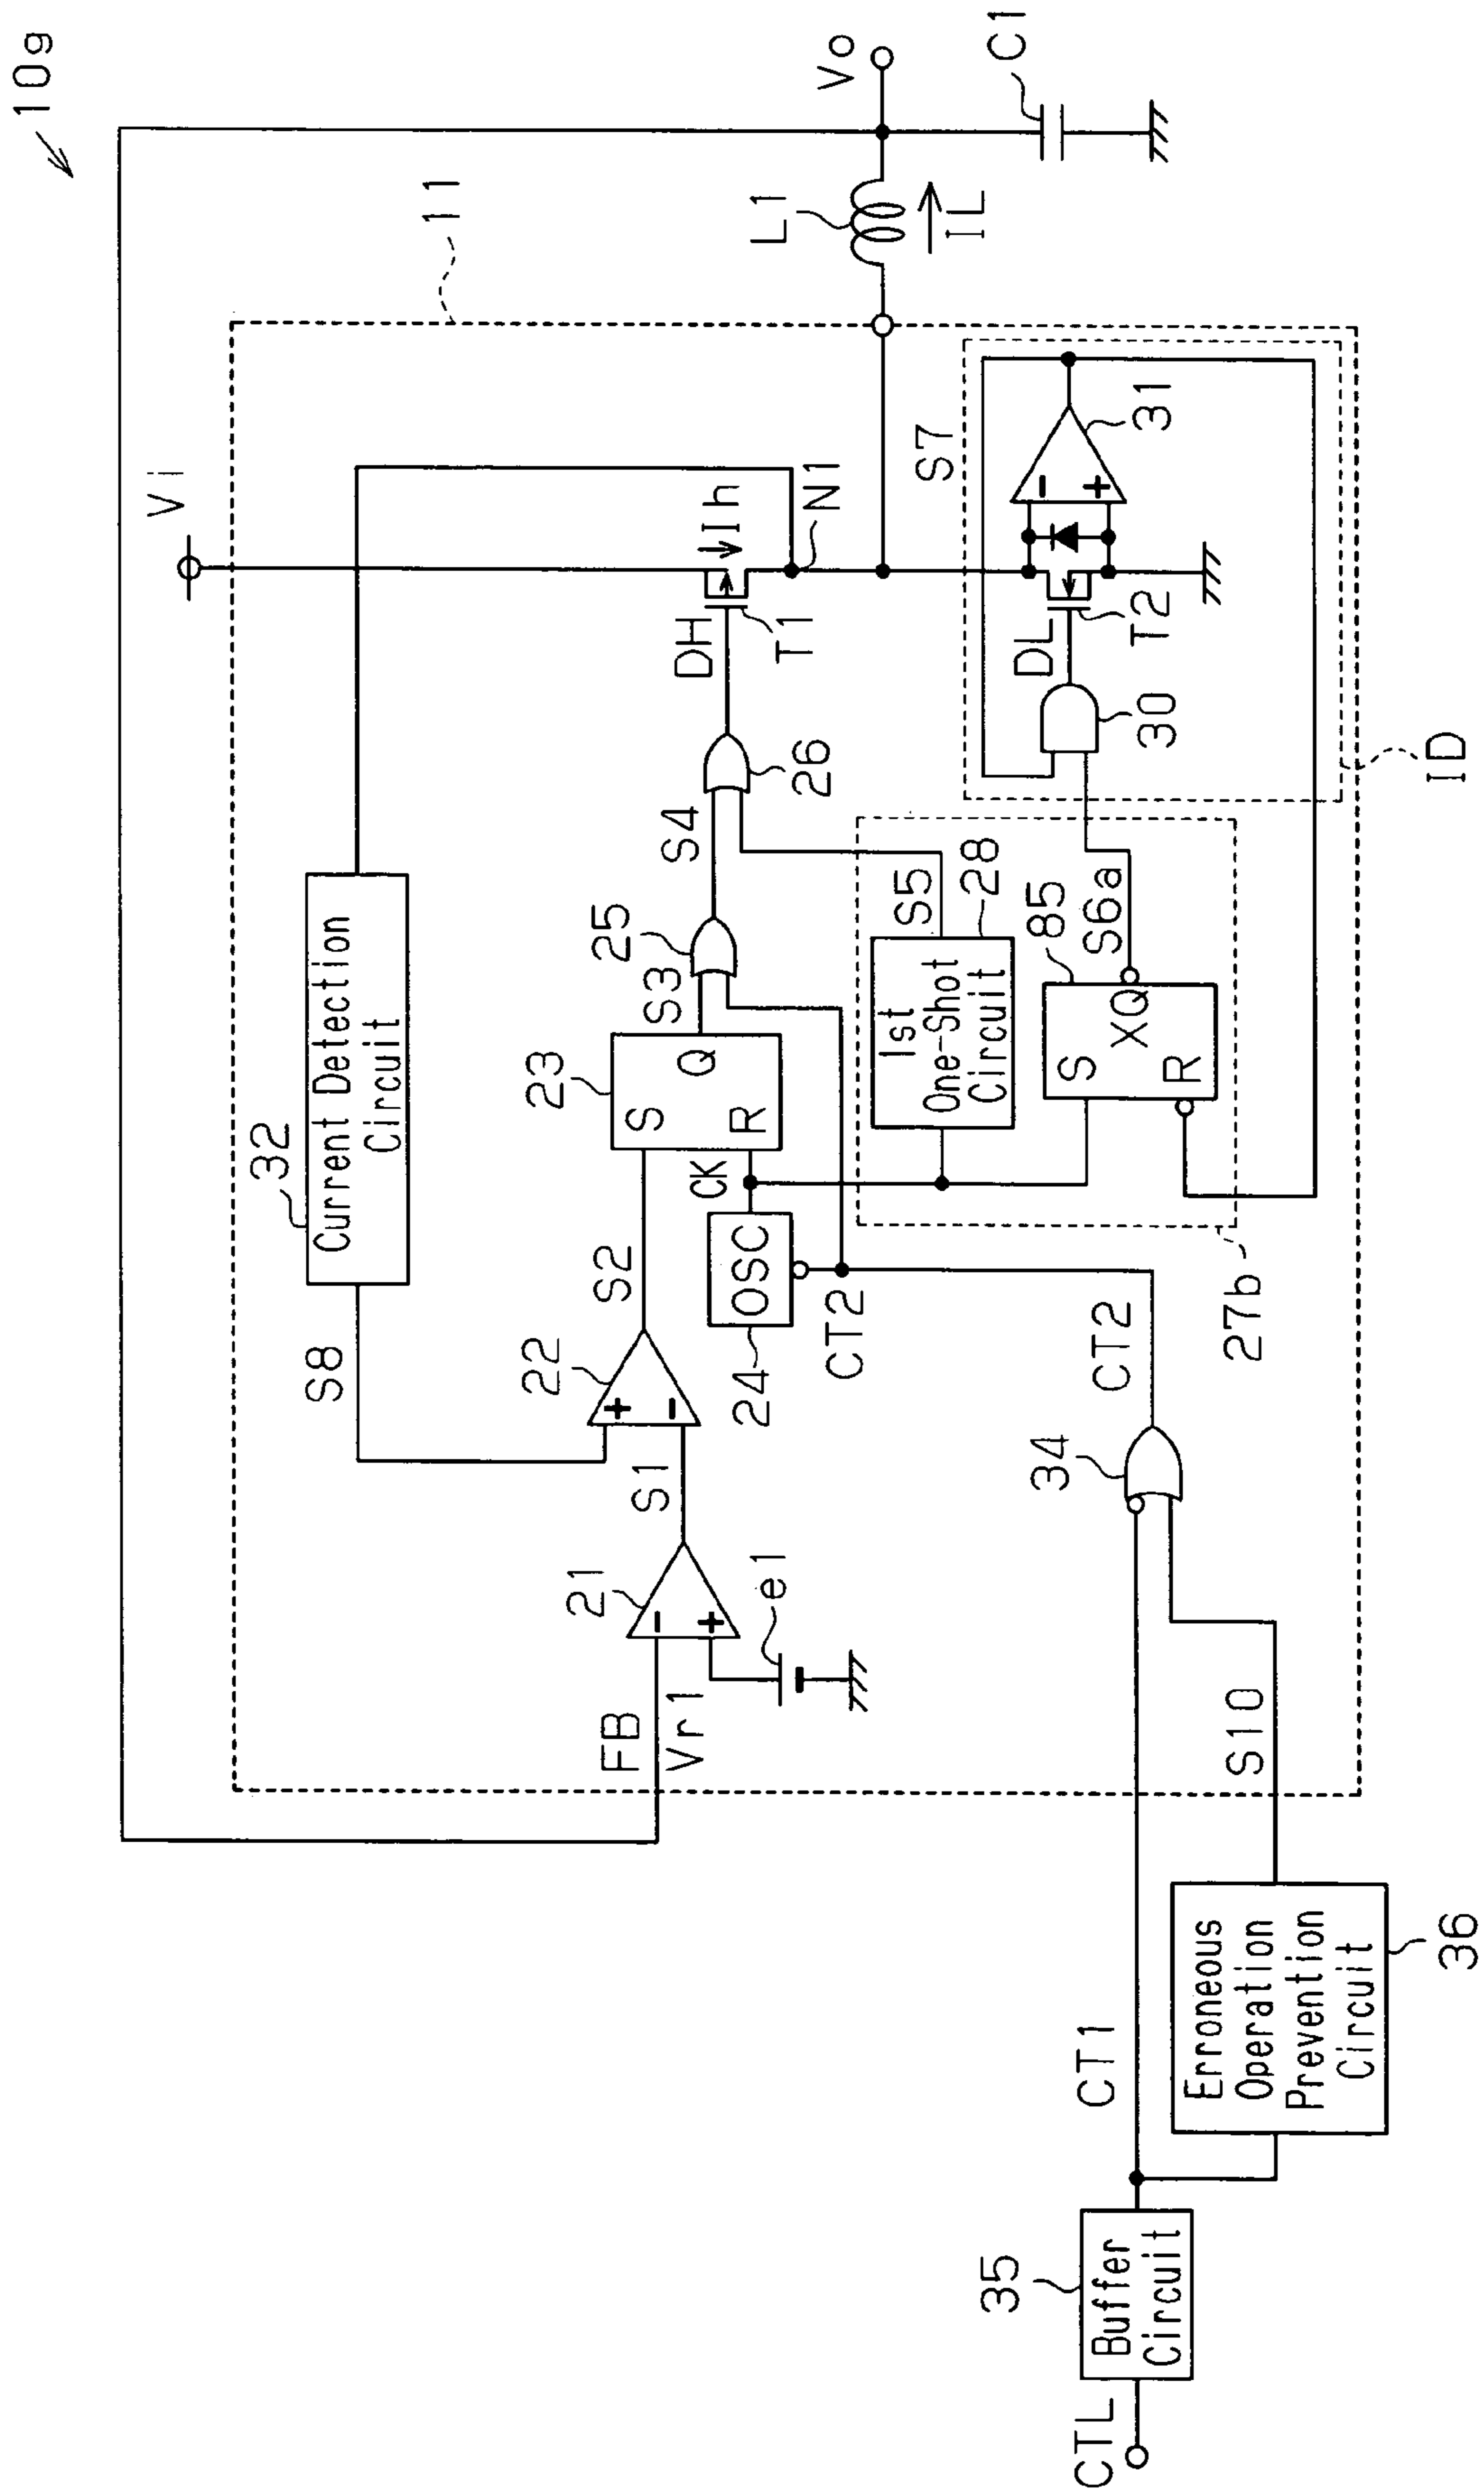 10g
11
Vi
Vo
C1
L1
IL
32
Current Detection
Circuit
S8
Ih
N1
DH
T1
26
S4
25
S3
23
S
Q
R
CK
S2
22
+
−
S1
21
−
+
e1
FB
Vr1
OSC
24
CT2
S5
28
1st
One-Shot
Circuit
85
S
XQ
R
S6a
27b
S7
31
−
+
DL
T2
30
ID
CT2
34
S10
CT1
Erroneous
Operation
Prevention
Circuit
36
35
Buffer
Circuit
CTL